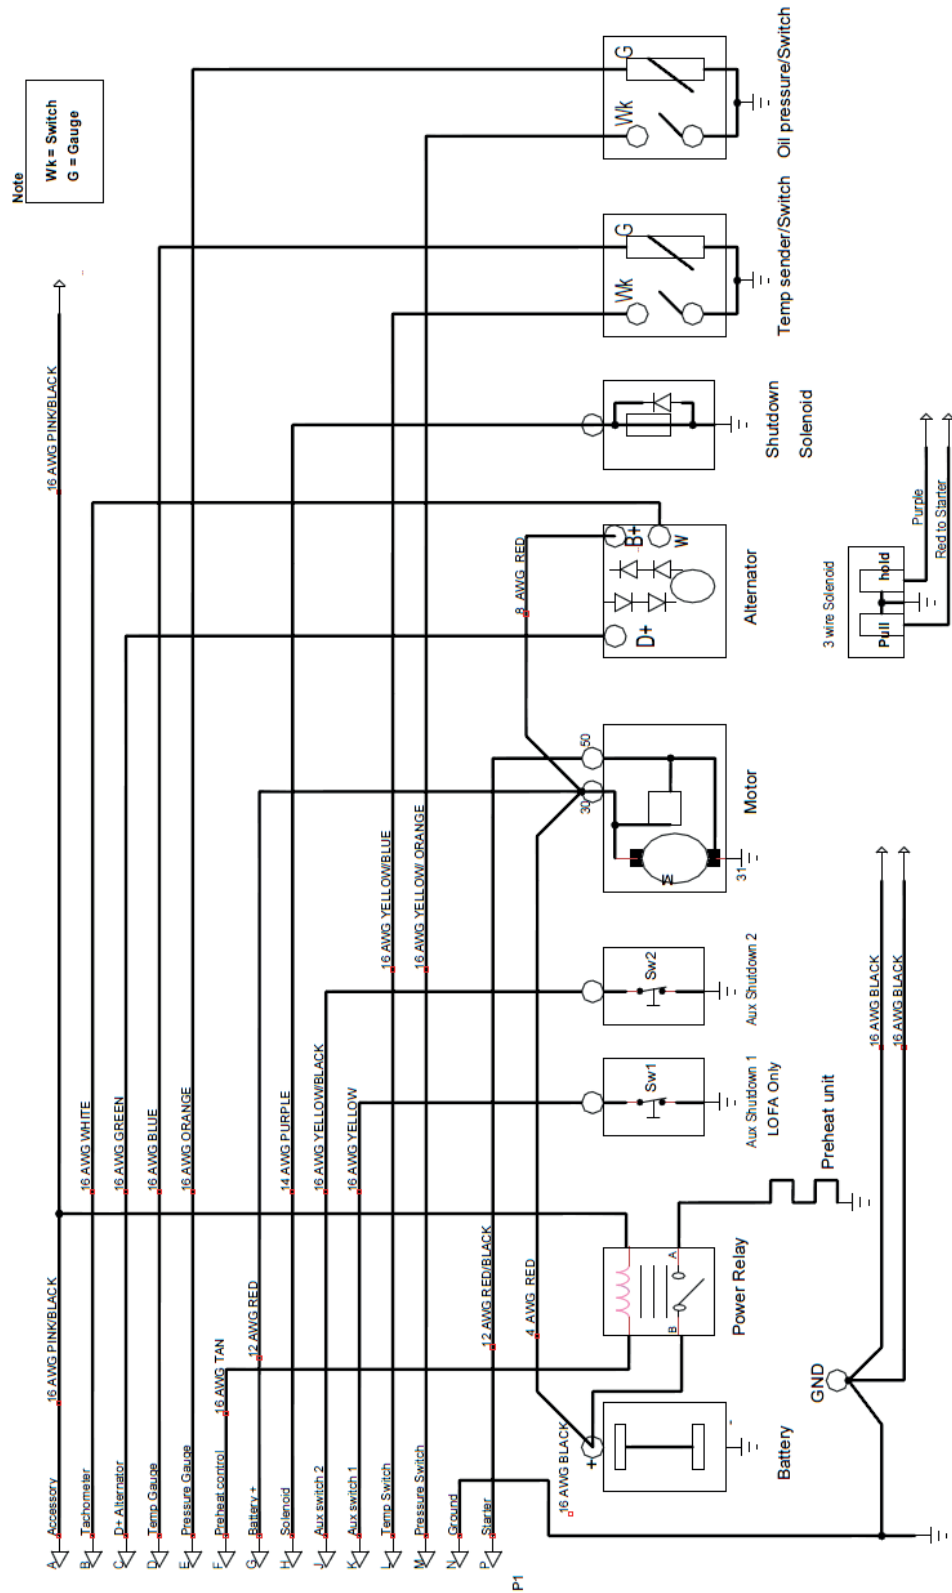 Note
Wk = Switch
G = Gauge
A Accessory
16 AWG PINK/BLACK
16 AWG PINK/BLACK
B Tachometer
16 AWG WHITE
C D+ Alternator
16 AWG GREEN
D Temp Gauge
16 AWG BLUE
E Pressure Gauge
16 AWG ORANGE
F Preheat control
16 AWG TAN
G Battery +
12 AWG RED
H Solenoid
14 AWG PURPLE
J Aux switch 2
16 AWG YELLOW/BLACK
K Aux switch 1
16 AWG YELLOW
L Temp Switch
16 AWG YELLOW/BLUE
M Pressure Switch
16 AWG YELLOW/ ORANGE
N Ground
P Starter
12 AWG RED/BLACK
P1
4 AWG RED
8 AWG RED
16 AWG BLACK
+
-
Battery
B
A
Power Relay
Preheat unit
Sw1
Aux Shutdown 1
LOFA Only
Sw2
Aux Shutdown 2
30
50
M
31
Motor
D+
B+
W
Alternator
Shutdown
Solenoid
Wk
G
Temp sender/Switch
Wk
G
Oil pressure/Switch
GND
16 AWG BLACK
16 AWG BLACK
3 wire Solenoid
Pull
hold
Purple
Red to Starter